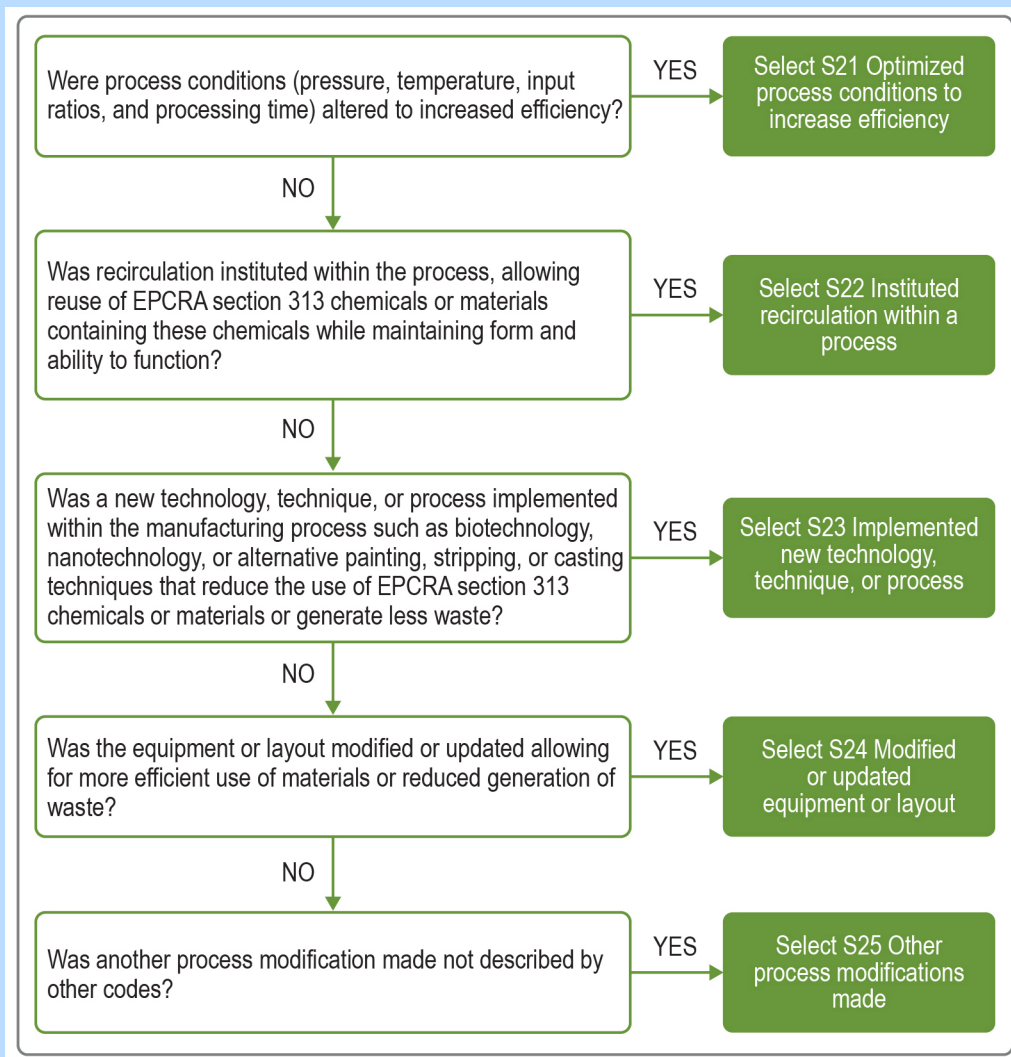 Were process conditions (pressure, temperature, input
ratios, and processing time) altered to increased efficiency?
YES
Select S21 Optimized
process conditions to
increase efficiency
NO
Was recirculation instituted within the process, allowing
reuse of EPCRA section 313 chemicals or materials
containing these chemicals while maintaining form and
ability to function?
YES
Select S22 Instituted
recirculation within a
process
NO
Was a new technology, technique, or process implemented
within the manufacturing process such as biotechnology,
nanotechnology, or alternative painting, stripping, or casting
techniques that reduce the use of EPCRA section 313
chemicals or materials or generate less waste?
YES
Select S23 Implemented
new technology,
technique, or process
NO
Was the equipment or layout modified or updated allowing
for more efficient use of materials or reduced generation of
waste?
YES
Select S24 Modified
or updated
equipment or layout
NO
Was another process modification made not described by
other codes?
YES
Select S25 Other
process modifications
made